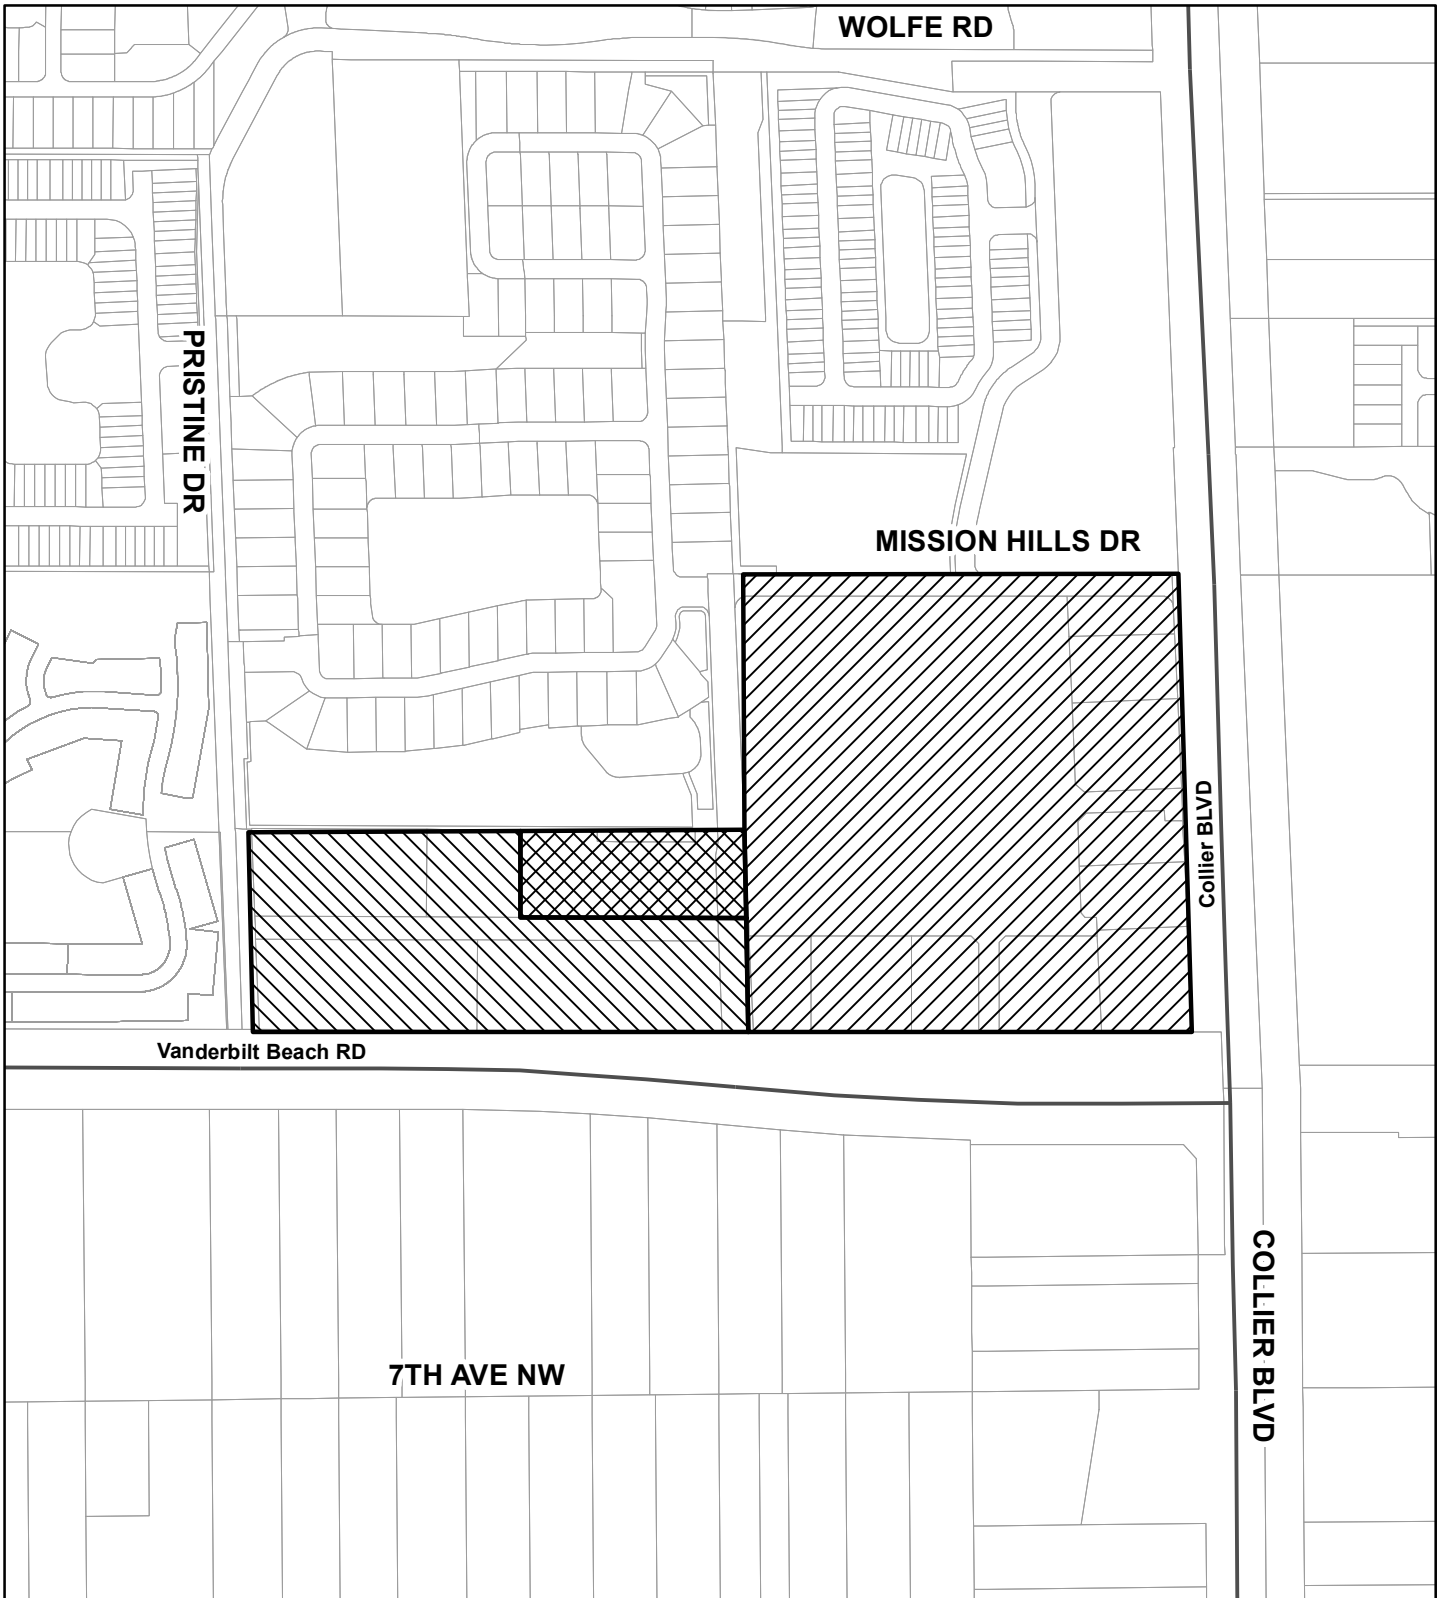 WOLFE RD
PRISTINE DR
MISSION HILLS DR
Collier BLVD
Vanderbilt Beach RD
COLLIER BLVD
7TH AVE NW